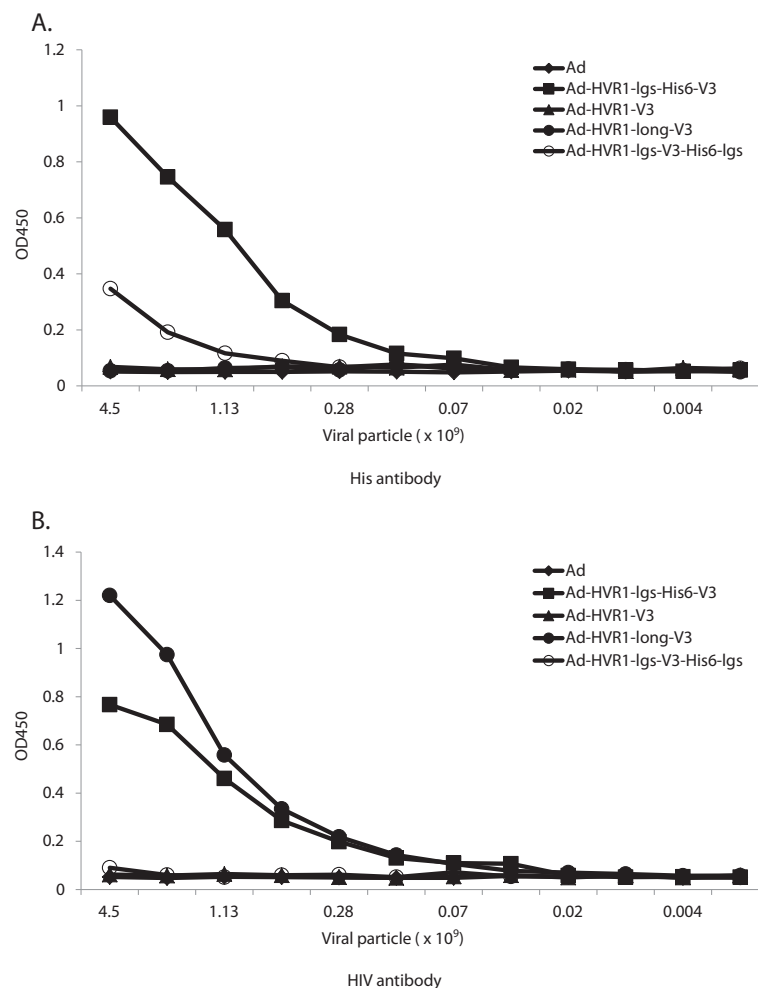 A.
1.2
1
0.8
0.6
0.4
0.2
0
OD450
Ad
Ad-HVR1-lgs-His6-V3
Ad-HVR1-V3
Ad-HVR1-long-V3
Ad-HVR1-lgs-V3-His6-lgs
4.5 1.13 0.28 0.07 0.02 0.004
Viral particle ( x 10⁹)
His antibody
B.
1.4
1.2
1
0.8
0.6
0.4
0.2
0
OD450
Ad
Ad-HVR1-lgs-His6-V3
Ad-HVR1-V3
Ad-HVR1-long-V3
Ad-HVR1-lgs-V3-His6-lgs
4.5 1.13 0.28 0.07 0.02 0.004
Viral particle ( x 10⁹)
HIV antibody